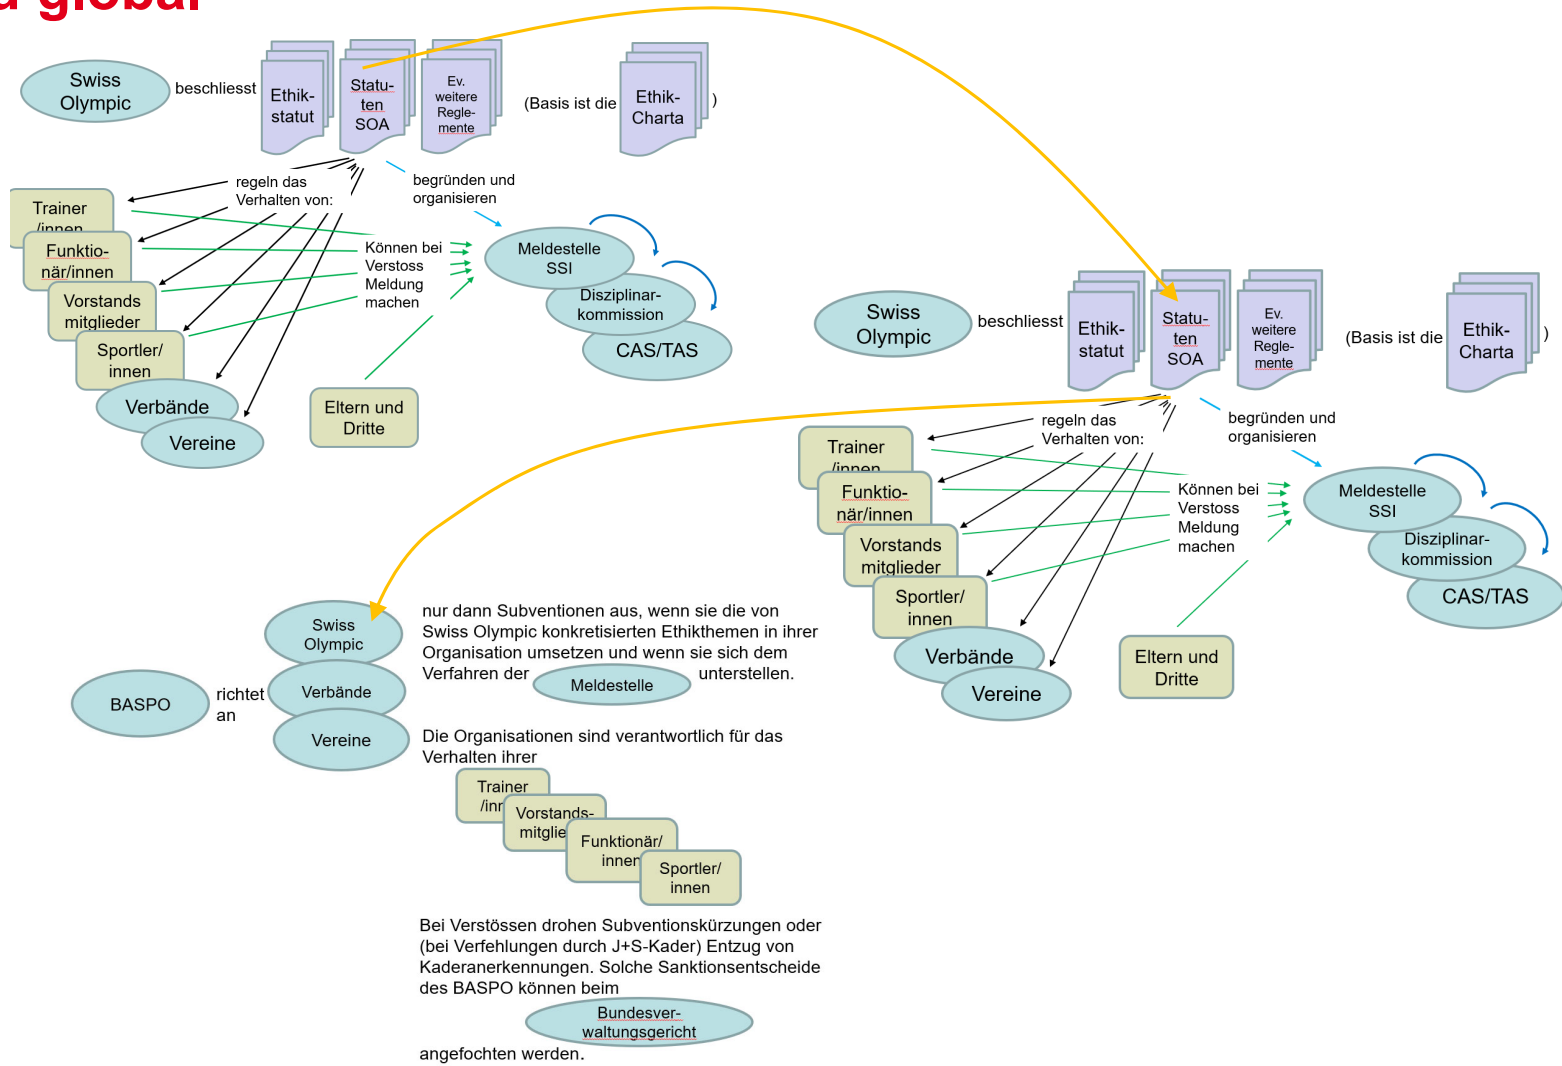 global
Swiss
Olympic
beschliesst
Ethik-
statut
Statu-
ten
SOA
Ev.
weitere
Regle-
mente
(Basis ist die
Ethik-
Charta
)
regeln das
Verhalten von:
begründen und
organisieren
Trainer
/innen
Funktio-
när/innen
Vorstands
mitglieder
Sportler/
innen
Verbände
Vereine
Können bei
Verstoss
Meldung
machen
Eltern und
Dritte
Meldestelle
SSI
Disziplinar-
kommission
CAS/TAS
Swiss
Olympic
beschliesst
Ethik-
statut
Statu-
ten
SOA
Ev.
weitere
Regle-
mente
(Basis ist die
Ethik-
Charta
)
regeln das
Verhalten von:
begründen und
organisieren
Trainer
/innen
Funktio-
när/innen
Vorstands
mitglieder
Sportler/
innen
Verbände
Vereine
Können bei
Verstoss
Meldung
machen
Eltern und
Dritte
Meldestelle
SSI
Disziplinar-
kommission
CAS/TAS
BASPO
richtet
an
Swiss
Olympic
Verbände
Vereine
nur dann Subventionen aus, wenn sie die von
Swiss Olympic konkretisierten Ethikthemen in ihrer
Organisation umsetzen und wenn sie sich dem
Verfahren der Meldestelle unterstellen.
Die Organisationen sind verantwortlich für das
Verhalten ihrer
Trainer
Vorstands-
Funktionär/
innen
Sportler/
innen
Bei Verstössen drohen Subventionskürzungen oder
(bei Verfehlungen durch J+S-Kader) Entzug von
Kaderanerkennungen. Solche Sanktionsentscheide
des BASPO können beim
Bundesver-
waltungsgericht
angefochten werden.